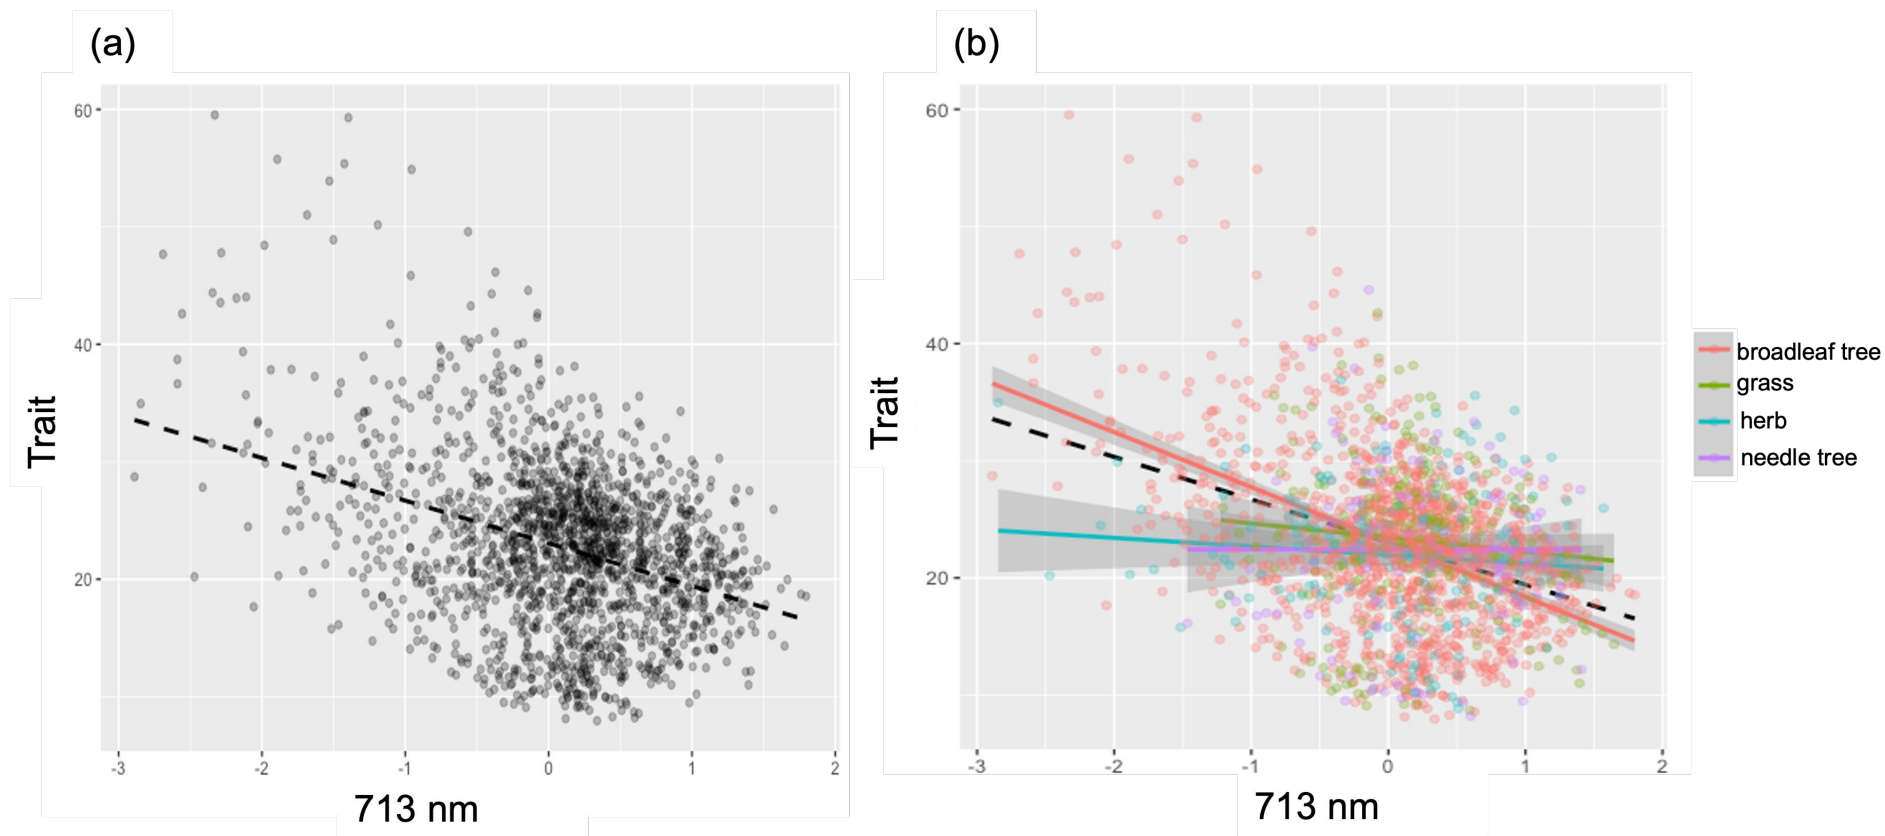 (a)
60
40
20
Trait
-3 -2 -1 0 1 2
713 nm
(b)
60
40
20
Trait
-3 -2 -1 0 1 2
713 nm
broadleaf tree
grass
herb
needle tree